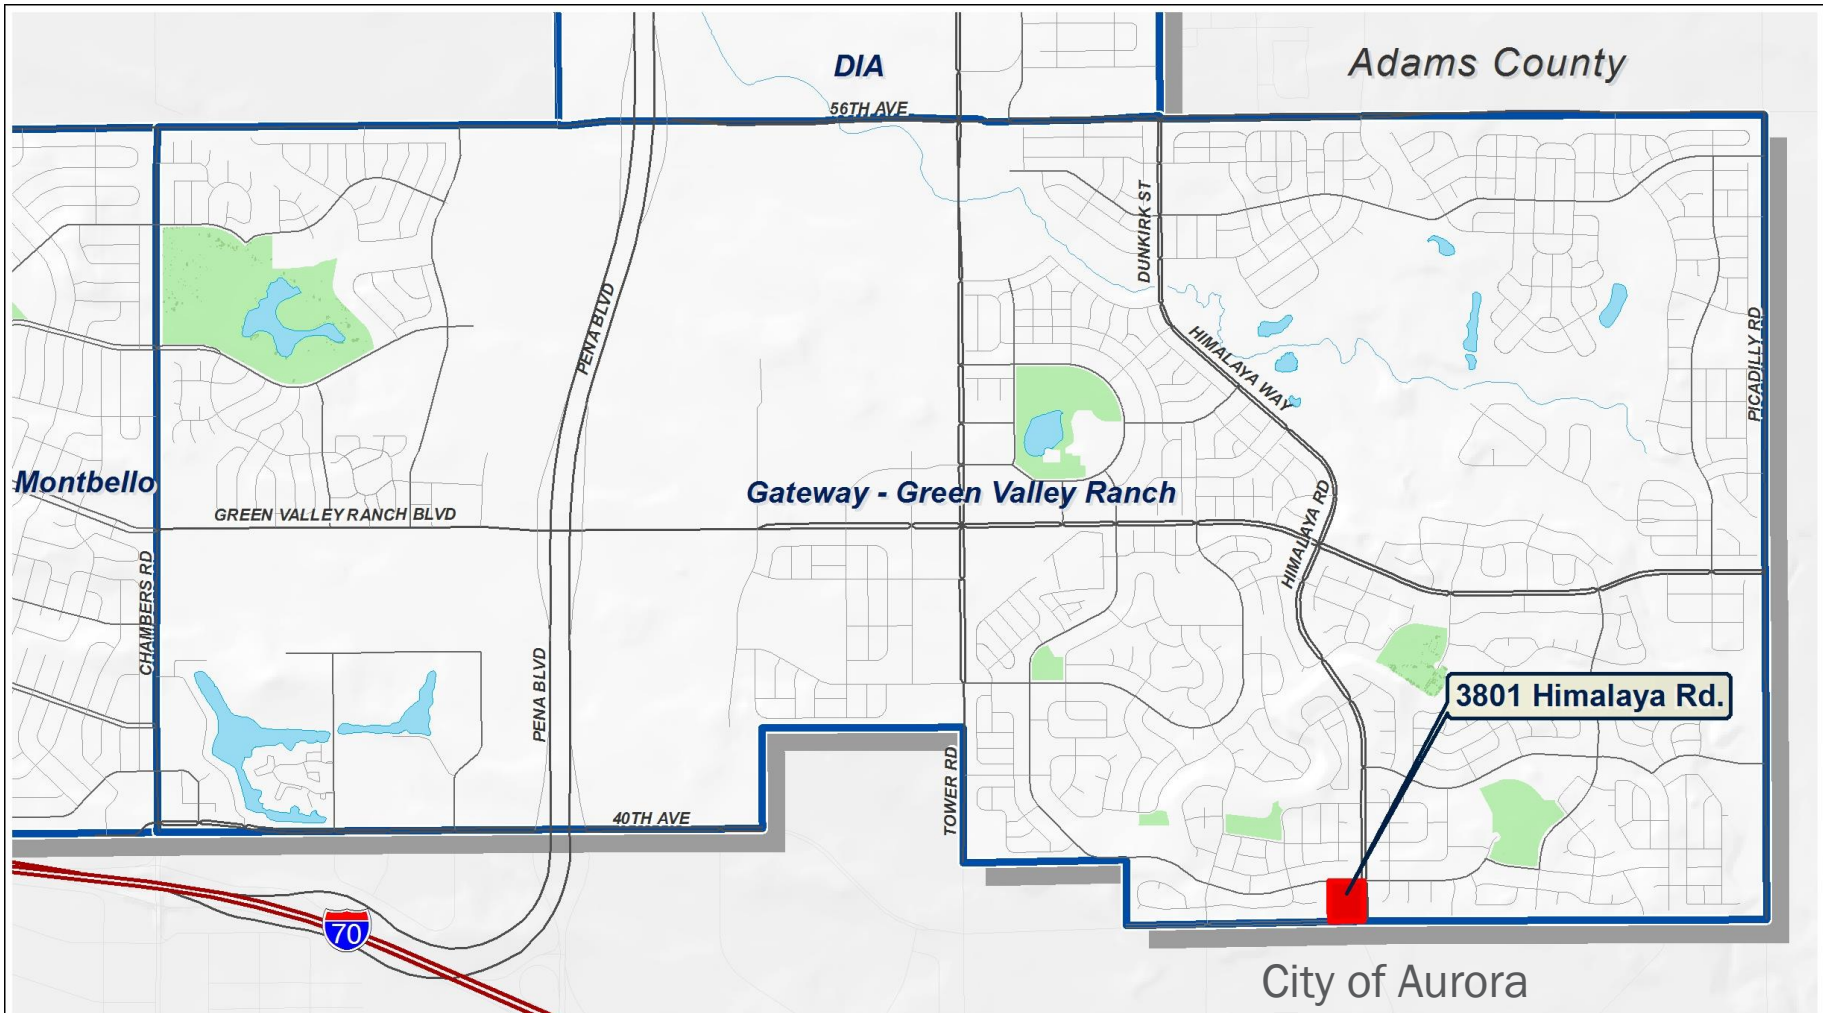 DIA
Adams County
56TH AVE
DUNKIRK ST
PENA BLVD
HIMALAYA WAY
PICADILLY RD
Montbello
Gateway - Green Valley Ranch
GREEN VALLEY RANCH BLVD
HIMALAYA RD
CHAMBERS RD
PENA BLVD
3801 Himalaya Rd.
TOWER RD
40TH AVE
70
City of Aurora